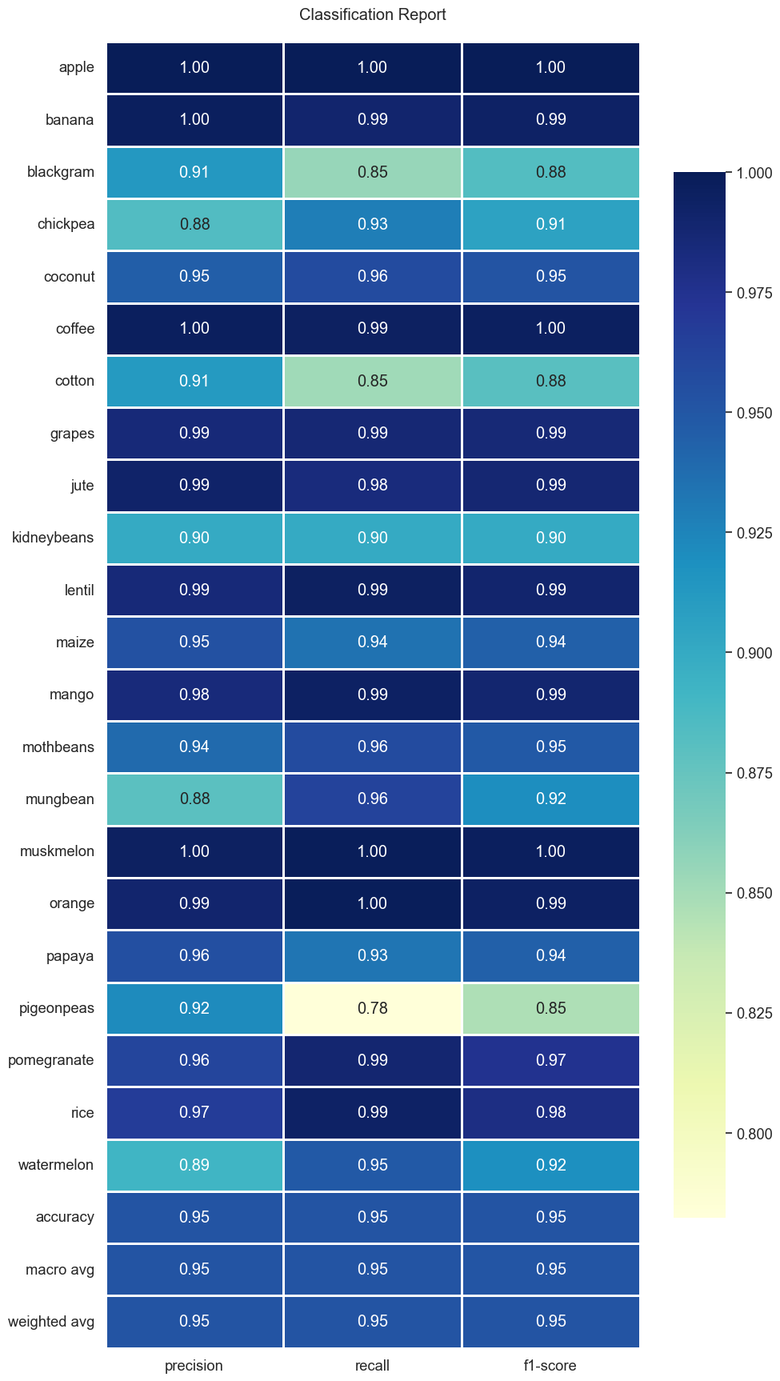 Classification Report
apple 1.00 1.00 1.00
banana 1.00 0.99 0.99
blackgram 0.91 0.85 0.88
chickpea 0.88 0.93 0.91
coconut 0.95 0.96 0.95
coffee 1.00 0.99 1.00
cotton 0.91 0.85 0.88
grapes 0.99 0.99 0.99
jute 0.99 0.98 0.99
kidneybeans 0.90 0.90 0.90
lentil 0.99 0.99 0.99
maize 0.95 0.94 0.94
mango 0.98 0.99 0.99
mothbeans 0.94 0.96 0.95
mungbean 0.88 0.96 0.92
muskmelon 1.00 1.00 1.00
orange 0.99 1.00 0.99
papaya 0.96 0.93 0.94
pigeonpeas 0.92 0.78 0.85
pomegranate 0.96 0.99 0.97
rice 0.97 0.99 0.98
watermelon 0.89 0.95 0.92
accuracy 0.95 0.95 0.95
macro avg 0.95 0.95 0.95
weighted avg 0.95 0.95 0.95
precision recall f1-score
1.000
0.975
0.950
0.925
0.900
0.875
0.850
0.825
0.800